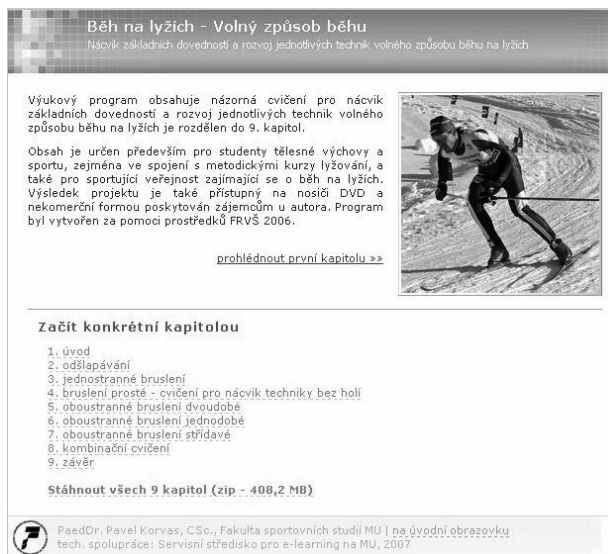 Běh na lyžích - Volný způsob běhu
Nácvik základních dovedností a rozvoj jednotlivých technik volného způsobu běhu na lyžích
Výukový program obsahuje názorná cvičení pro nácvik
základních dovedností a rozvoj jednotlivých technik volného
způsobu běhu na lyžích je rozdělen do 9. kapitol.
Obsah je určen především pro studenty tělesné výchovy a
sportu, zejména ve spojení s metodickými kurzy lyžování, a
také pro sportující veřejnost zajímající se o běh na lyžích.
Výsledek projektu je také přístupný na nosiči DVD a
nekomerční formou poskytován zájemcům u autora. Program
byl vytvořen za pomoci prostředků FRVŠ 2006.
prohlédnout první kapitolu »»
Začít konkrétní kapitolou
1. úvod
2. odšlapávání
3. jednostranné bruslení
4. bruslení prosté - cvičení pro nácvik techniky bez holí
5. oboustranné bruslení dvoudobé
6. oboustranné bruslení jednodobé
7. oboustranné bruslení střídavé
8. kombinační cvičení
9. závěr
Stáhnout všech 9 kapitol (zip - 408,2 MB)
PaedDr. Pavel Korvas, CSc., Fakulta sportovních studií MU | na úvodní obrazovku
tech. spolupráce: Servisní středisko pro e-learning na MU, 2007